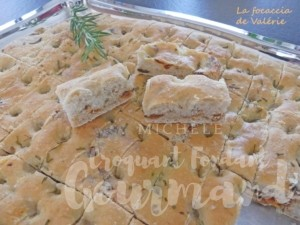 La focaccia
de Valérie
MICHELE
Croquant Fondant
Gourmand